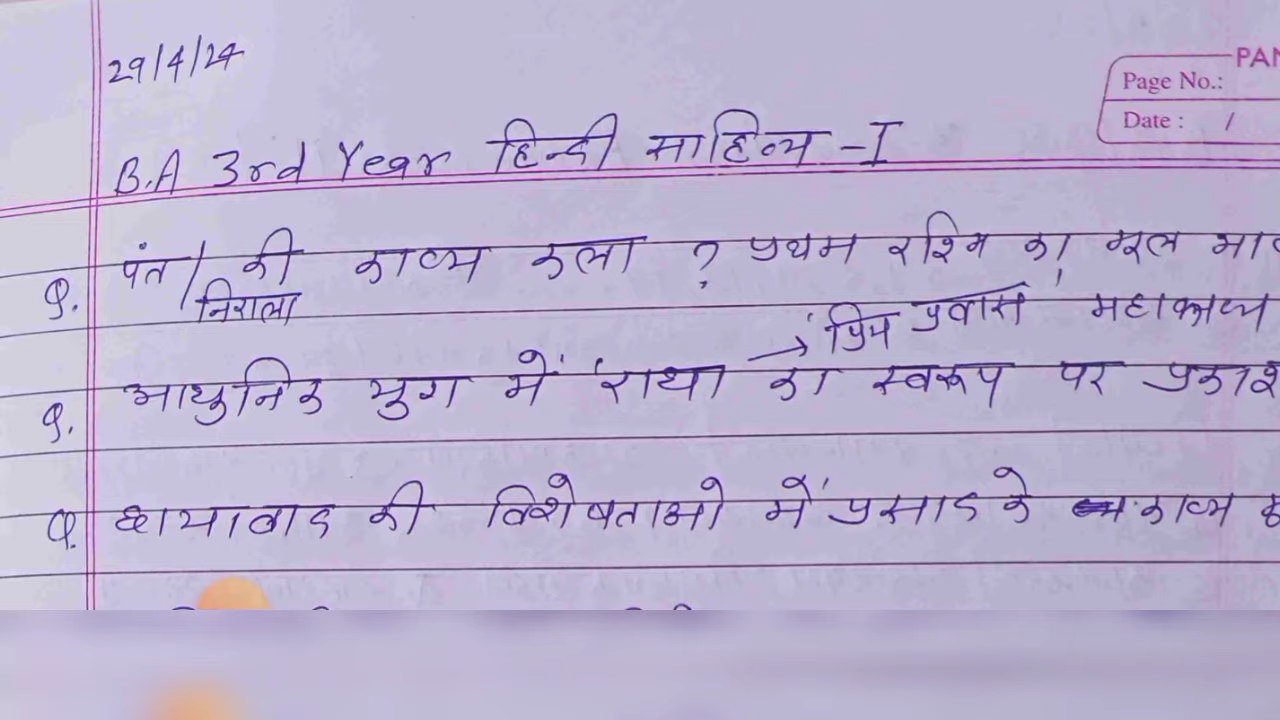 29/4/24
PAN
Page No.:
Date : /
B.A 3rd Year हिन्दी साहित्य -I
Q. पंत/ की काव्य कला ? प्रथम रश्मि का मूल भाव
निराला
→ 'प्रिय प्रवास' महाकाव्य
Q. आधुनिक युग में 'राधा का स्वरूप पर प्रकाश
Q. छायावाद की विशेषताओ में प्रसाद के काव्य